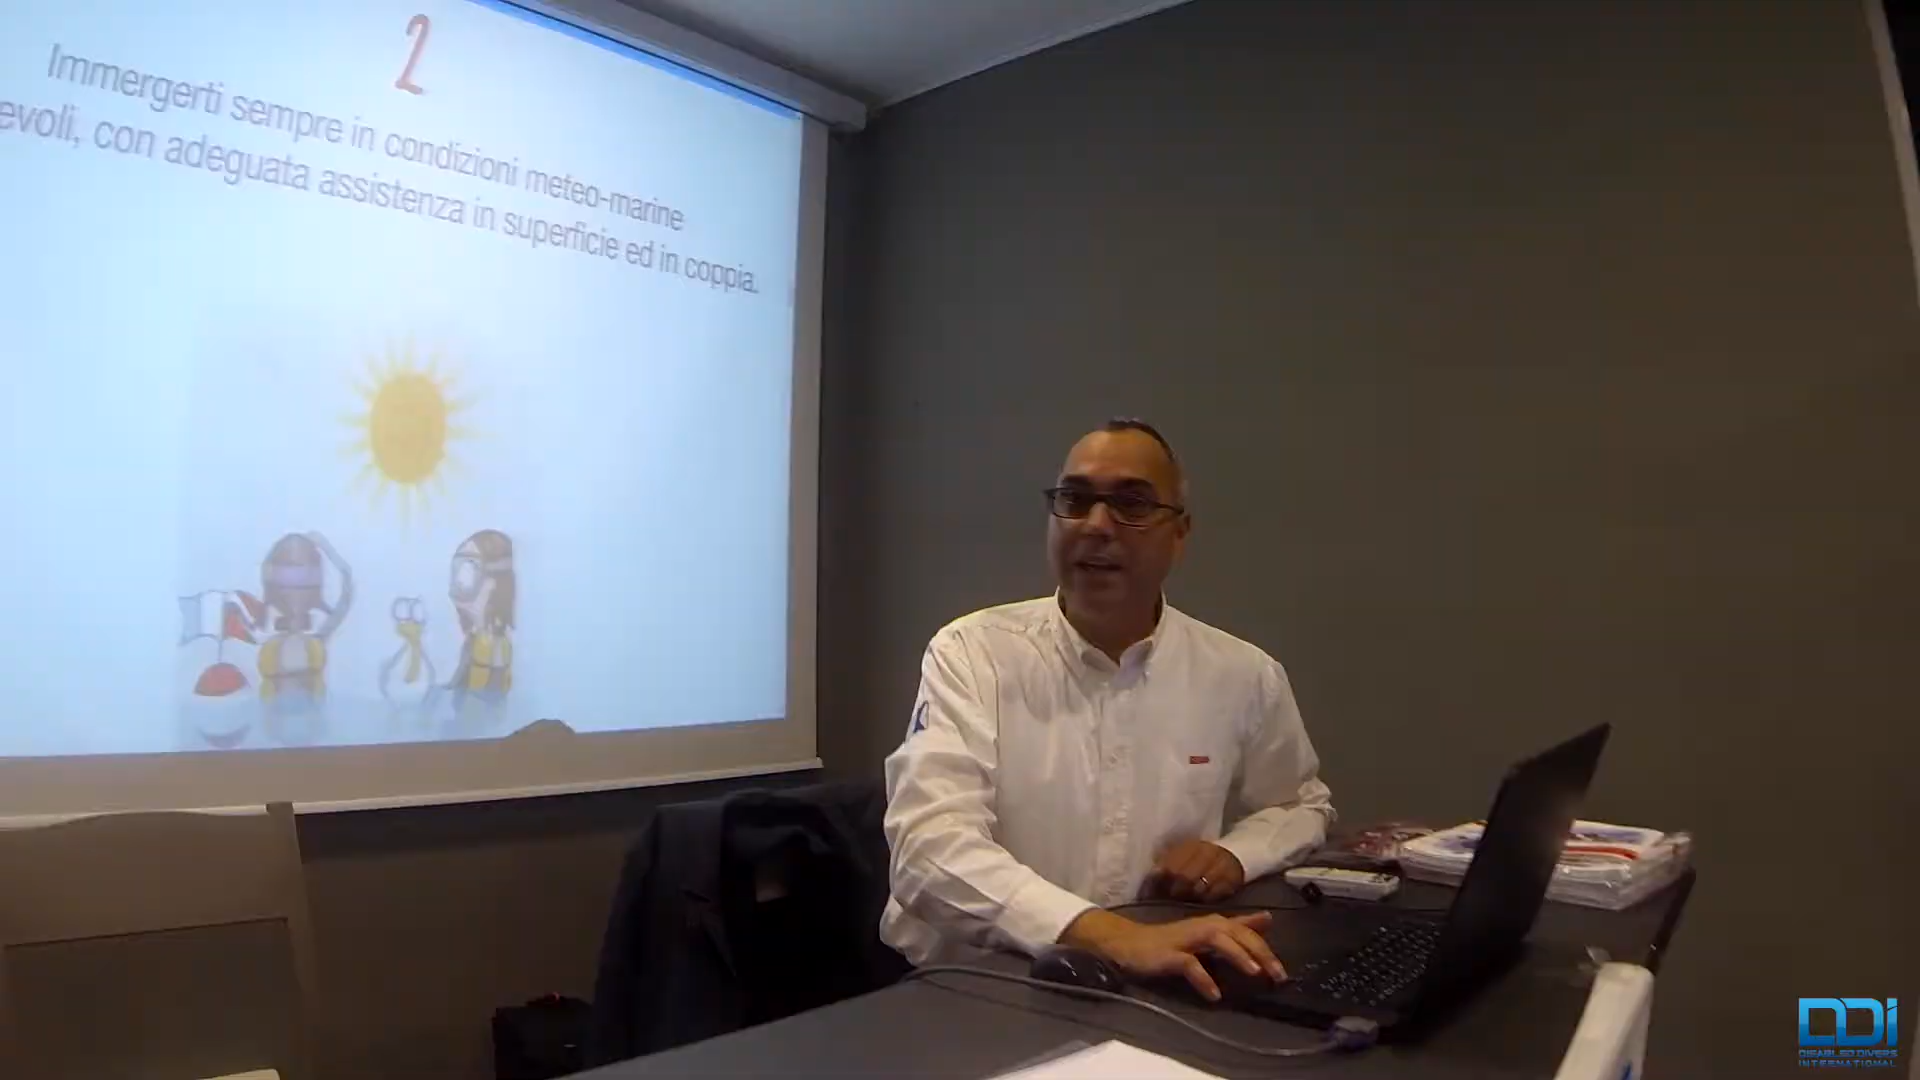 2
Immergerti sempre in condizioni meteo-marine
evoli, con adeguata assistenza in superficie ed in coppia.
DDI
DISABLED DIVERS
INTERNATIONAL